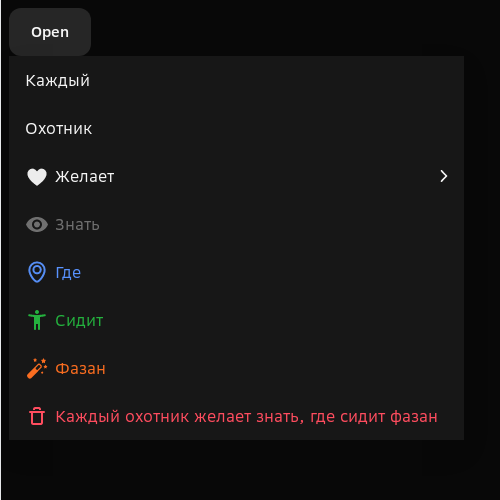 Open
Каждый
Охотник
Желает
Знать
Где
Сидит
Фазан
Каждый охотник желает знать, где сидит фазан